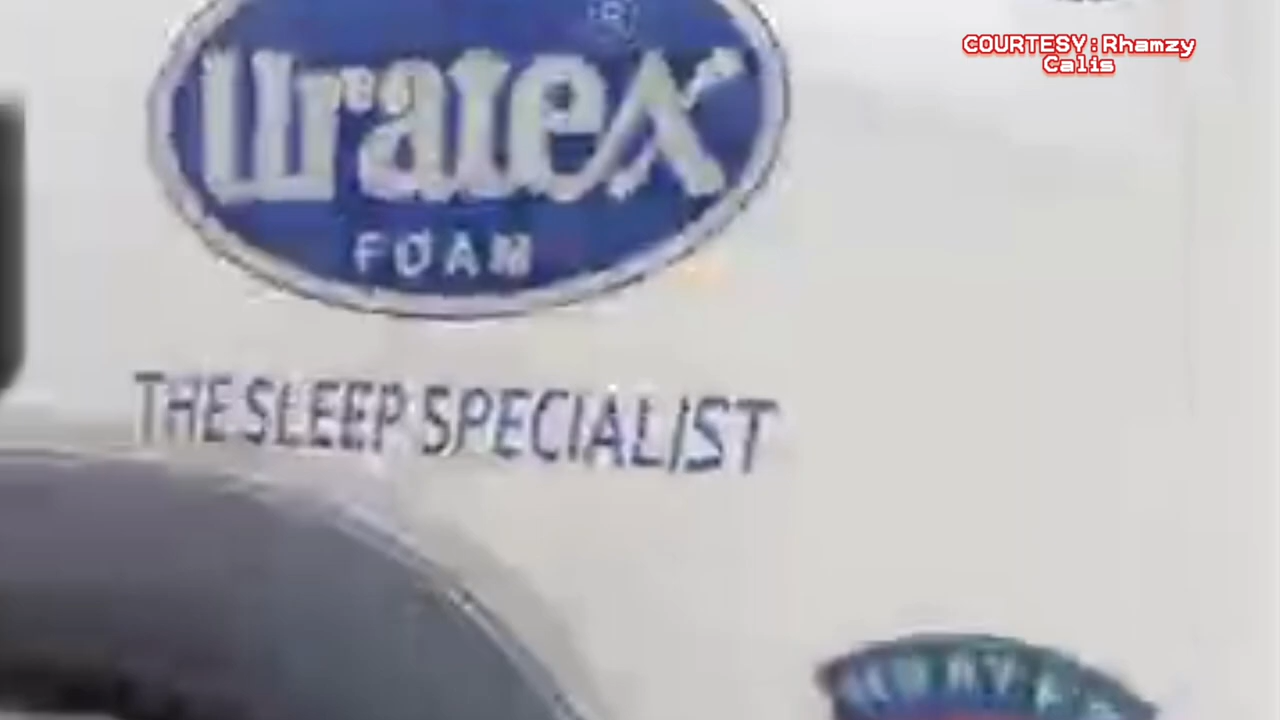 COURTESY:Rhamzy
Calis
®
Uratex
FOAM
THE SLEEP SPECIALIST